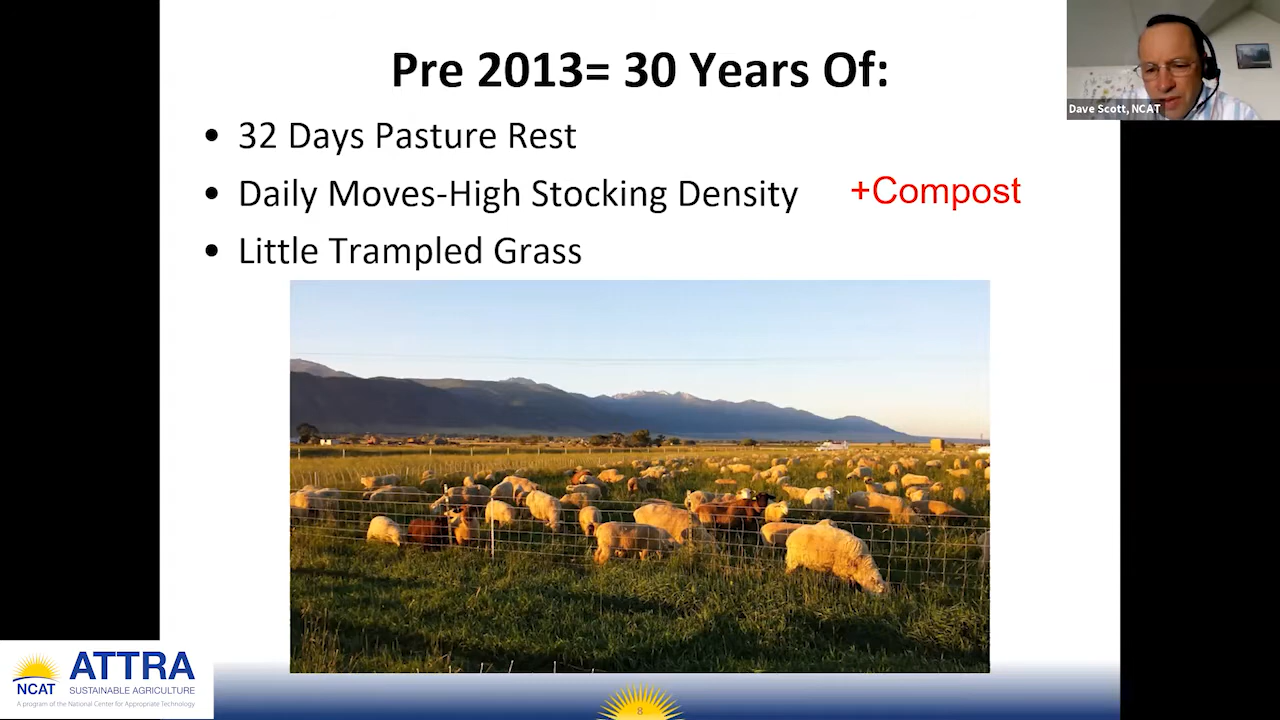 Pre 2013= 30 Years Of:
• 32 Days Pasture Rest
• Daily Moves-High Stocking Density
+Compost
• Little Trampled Grass
Dave Scott, NCAT
NCAT
ATTRA
SUSTAINABLE AGRICULTURE
A program of the National Center for Appropriate Technology
8